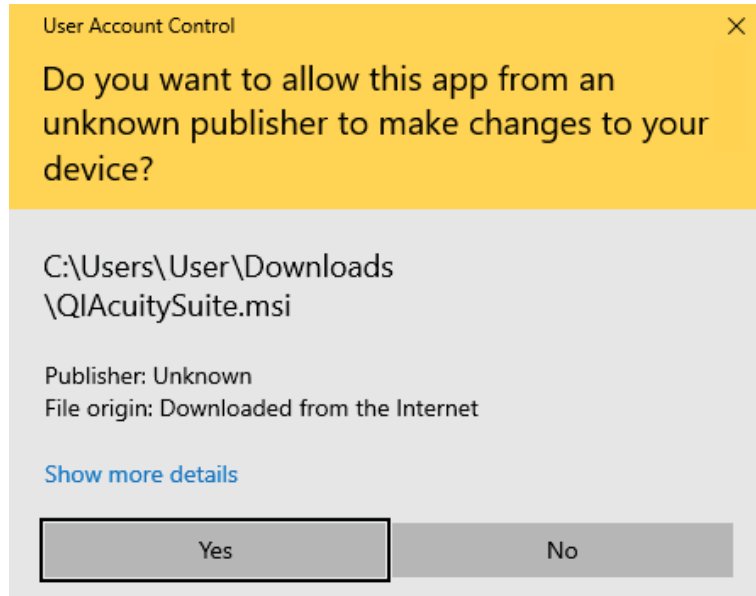 User Account Control
Do you want to allow this app from an
unknown publisher to make changes to your
device?
C:\Users\User\Downloads
\QIAcuitySuite.msi
Publisher: Unknown
File origin: Downloaded from the Internet
Show more details
Yes
No